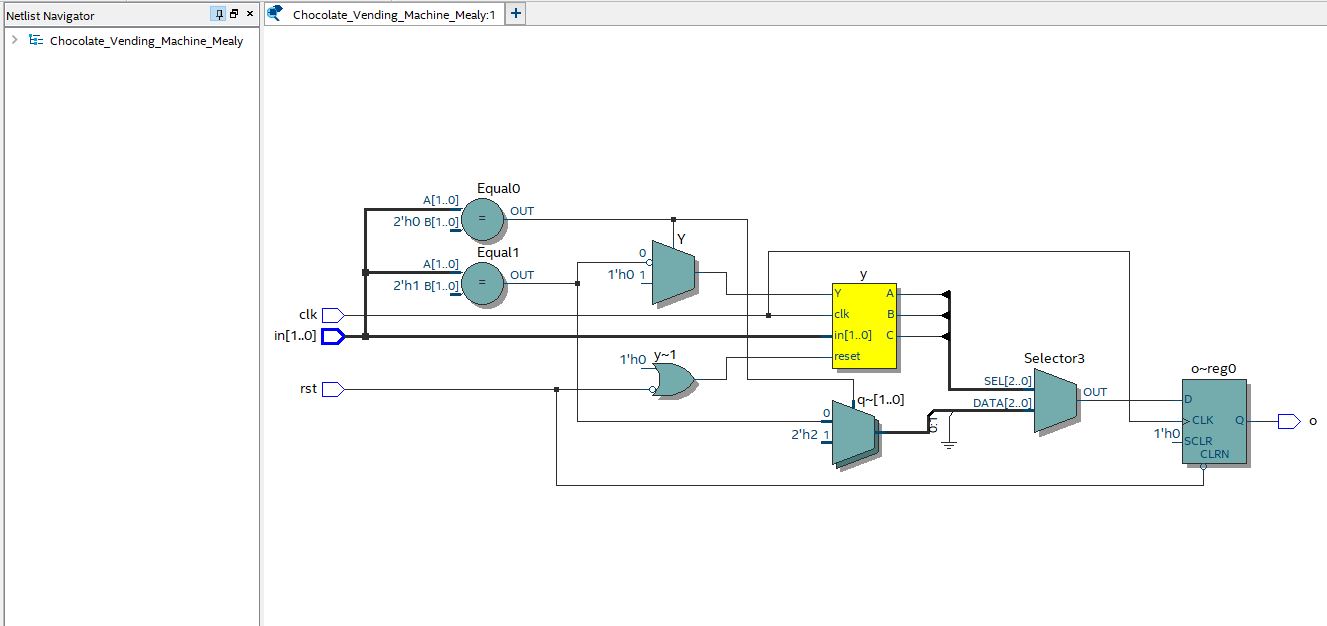 Netlist Navigator
Chocolate_Vending_Machine_Mealy:1
Chocolate_Vending_Machine_Mealy
Equal0
A[1..0]
2'h0 B[1..0]
=
OUT
Equal1
A[1..0]
2'h1 B[1..0]
=
OUT
Y
0
1'h0 1
y
Y
clk
in[1..0]
reset
A
B
C
clk
in[1..0]
rst
y~1
1'h0
q~[1..0]
0
2'h2 1
0:1
Selector3
SEL[2..0]
DATA[2..0]
OUT
o~reg0
D
CLK
1'h0
SCLR
CLRN
Q
o